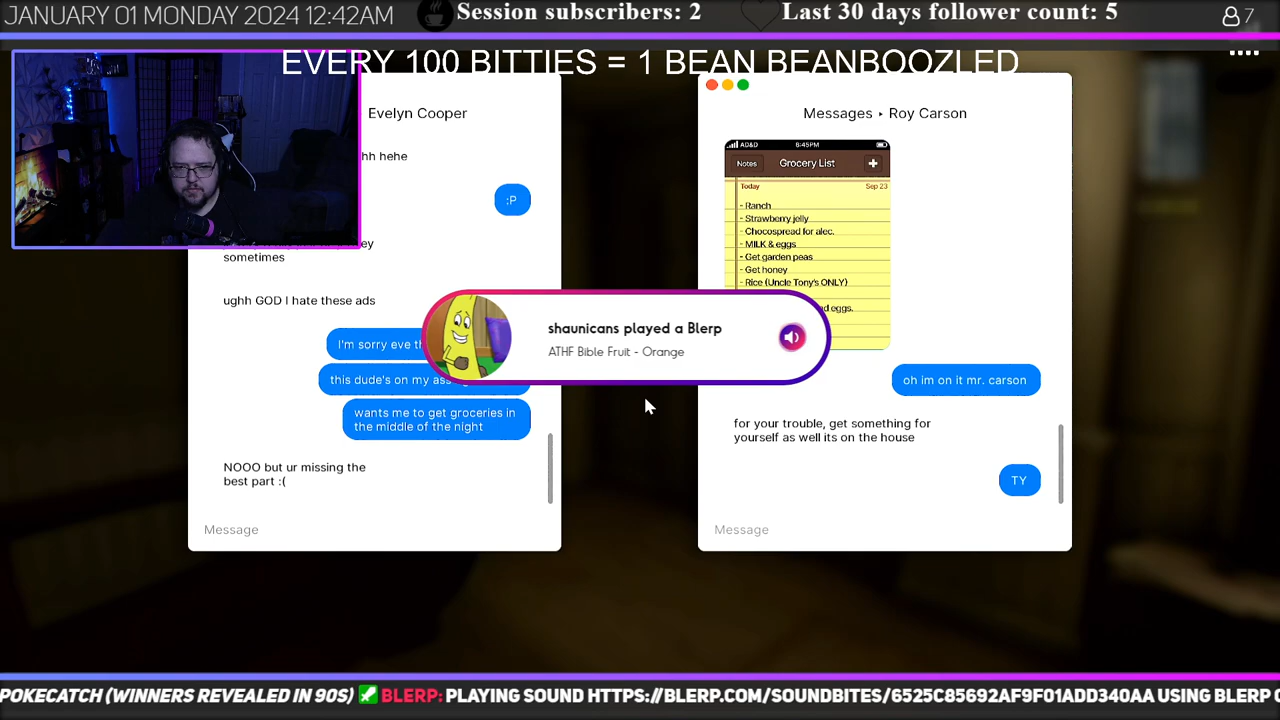 JANUARY 01 MONDAY 2024 12:42AM
Session subscribers: 2
Last 30 days follower count: 5
7
EVERY 100 BITTIES = 1 BEAN BEANBOOZLED
Evelyn Cooper
hh hehe
:P
ey
sometimes
ughh GOD I hate these ads
I'm sorry eve
this dude's on my
wants me to get groceries in
the middle of the night
NOOO but ur missing the
best part :(
Message
shaunicans played a Blerp
ATHF Bible Fruit - Orange
Messages ▸ Roy Carson
AD&D 6:45PM
Notes Grocery List +
Today Sep 23
- Ranch
- Strawberry jelly
- Chocospread for alec.
- MILK & eggs
- Get garden peas
- Get honey
- Rice (Uncle Tony's ONLY)
d eggs.
oh im on it mr. carson
for your trouble, get something for
yourself as well its on the house
TY
Message
POKECATCH (WINNERS REVEALED IN 90S) BLERP: PLAYING SOUND HTTPS://BLERP.COM/SOUNDBITES/6525C85692AF9F01ADD340AA USING BLERP